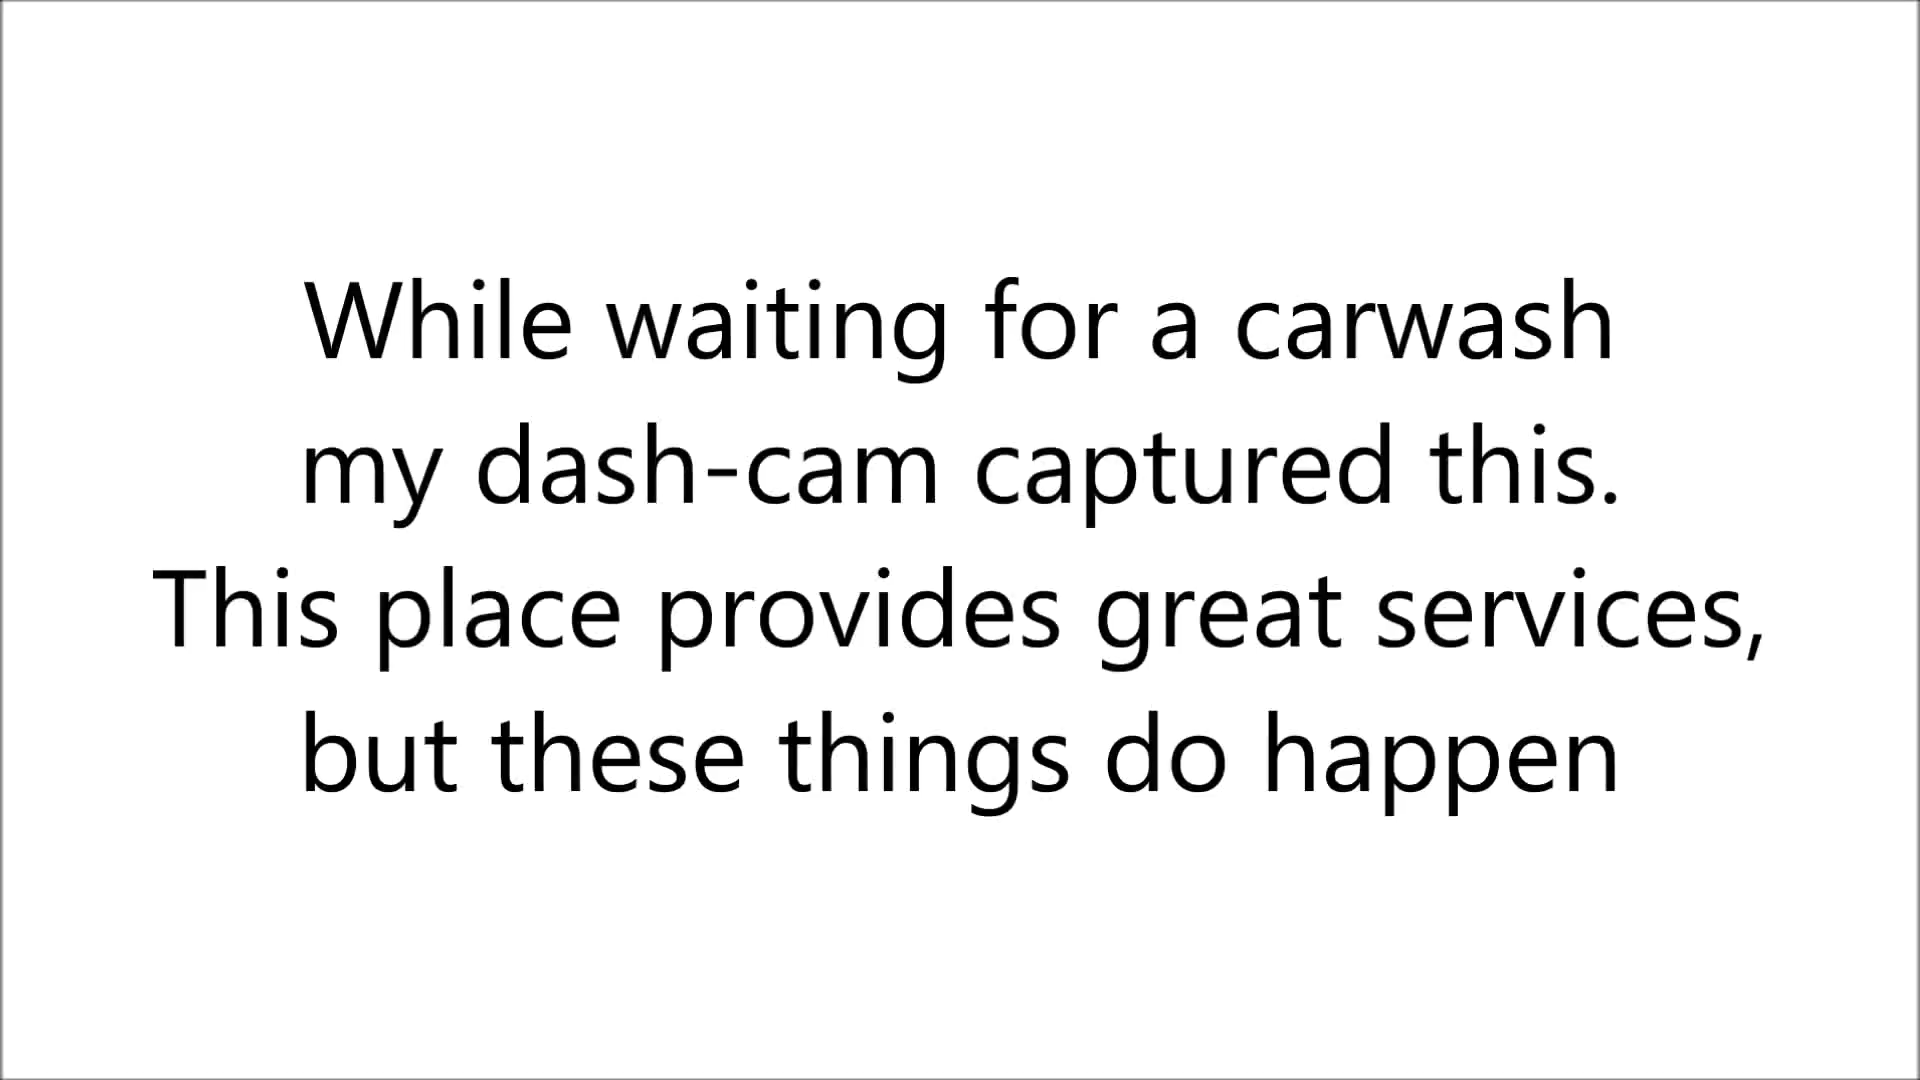 While waiting for a carwash
my dash-cam captured this.
This place provides great services,
but these things do happen